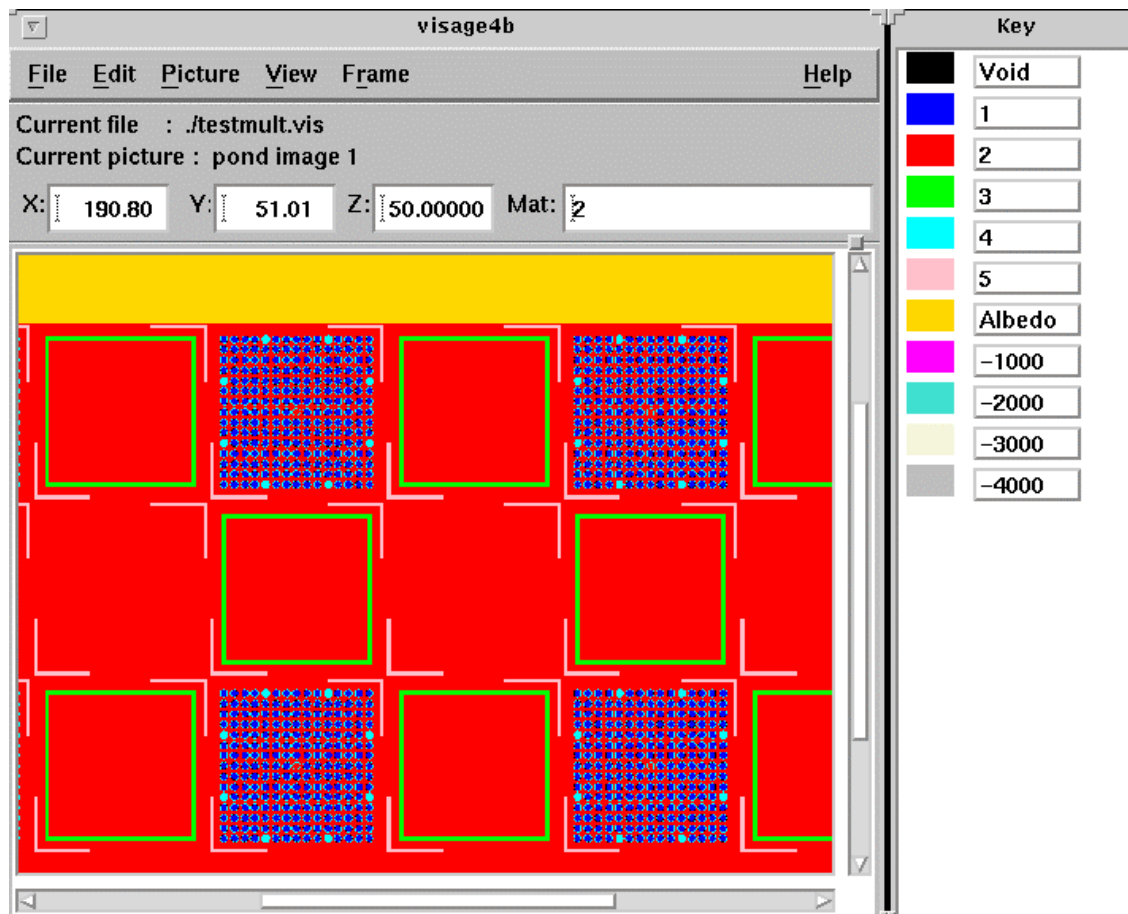 visage4b
File Edit Picture View Frame Help
Current file : ./testmult.vis
Current picture : pond image 1
X: 190.80 Y: 51.01 Z: 50.00000 Mat: 2
Key
Void
1
2
3
4
5
Albedo
−1000
−2000
−3000
−4000